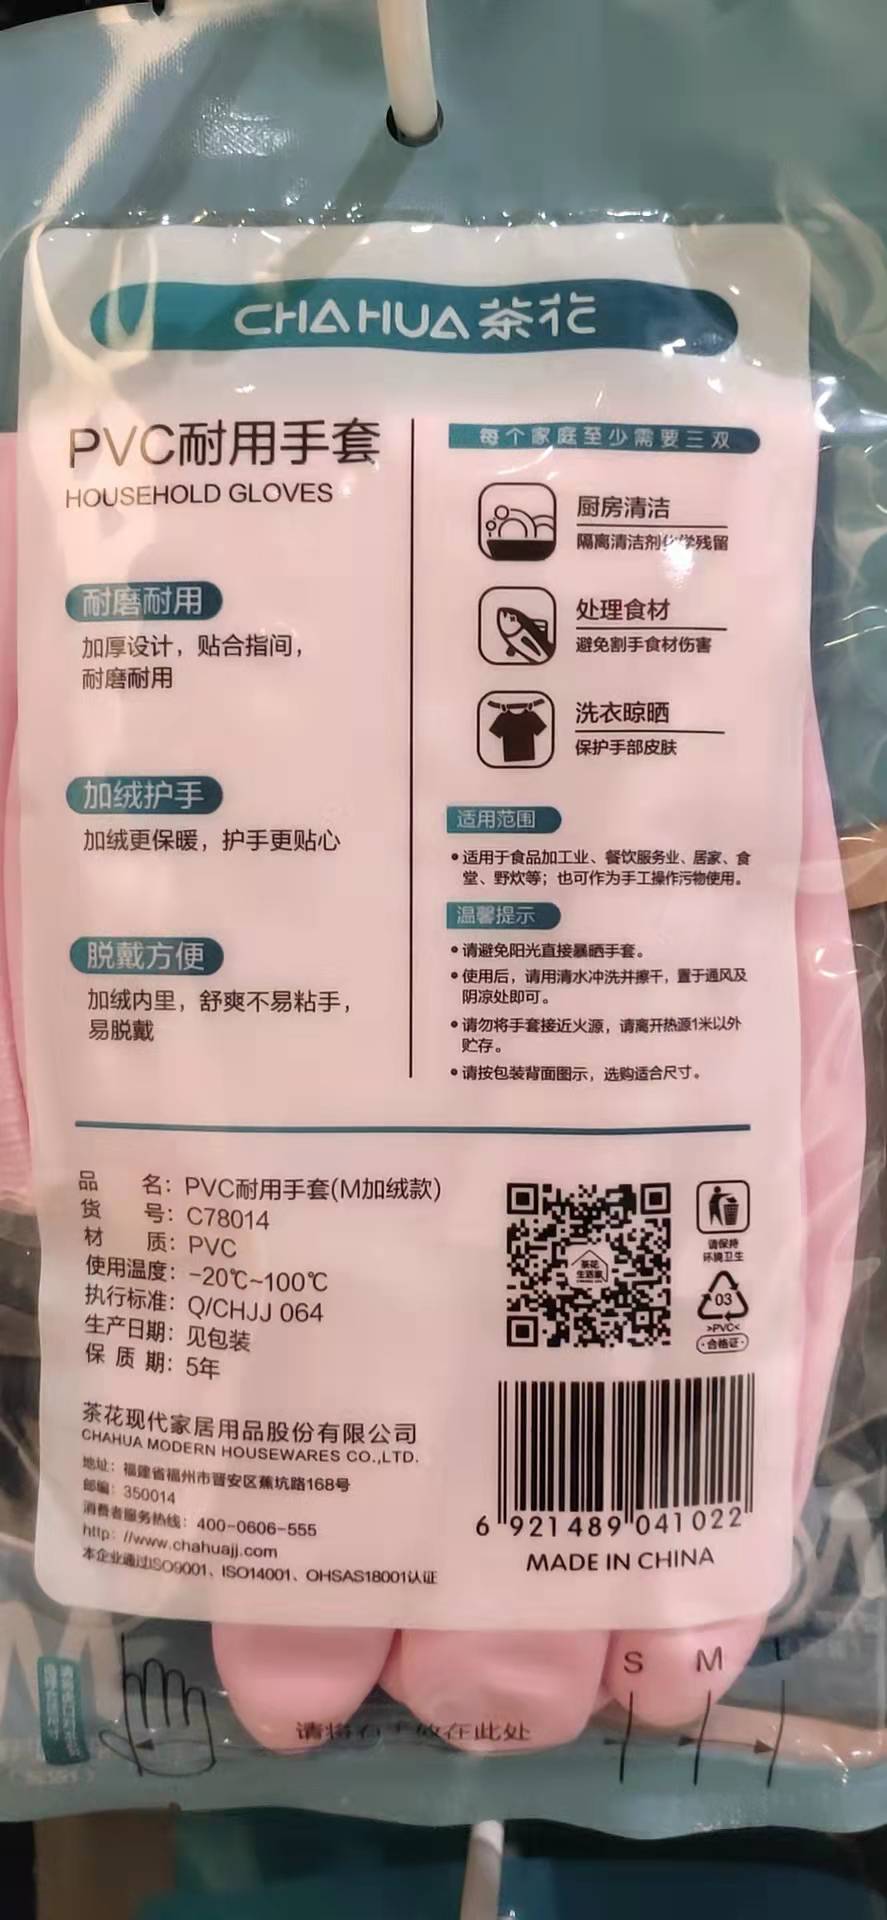 CHAHUA 茶花
PVC耐用手套
HOUSEHOLD GLOVES
耐磨耐用
加厚设计，贴合指间，
耐磨耐用
加绒护手
加绒更保暖，护手更贴心
脱戴方便
加绒内里，舒爽不易粘手，
易脱戴
每个家庭至少需要三双
厨房清洁
隔离清洁剂化学残留
处理食材
避免割手食材伤害
洗衣晾晒
保护手部皮肤
适用范围
•适用于食品加工业、餐饮服务业、居家、食
堂、野炊等；也可作为手工操作污物使用。
温馨提示
•请避免阳光直接暴晒手套。
•使用后，请用清水冲洗并擦干，置于通风及
阴凉处即可。
•请勿将手套接近火源，请离开热源1米以外
贮存。
•请按包装背面图示，选购适合尺寸。
品名：PVC耐用手套(M加绒款)
货号：C78014
材质：PVC
使用温度：-20℃~100℃
执行标准：Q/CHJJ 064
生产日期：见包装
保质期：5年
茶花现代家居用品股份有限公司
CHAHUA MODERN HOUSEWARES CO.,LTD.
地址：福建省福州市晋安区蕉坑路168号
邮编：350014
消费者服务热线：400-0606-555
http：//www.chahuajj.com
本企业通过ISO9001、ISO14001、OHSAS18001认证
茶花
生活家
请保持
环境卫生
03
>PVC<
·合格证·
6 921489 041022
MADE IN CHINA
S M
请将右手放在此处